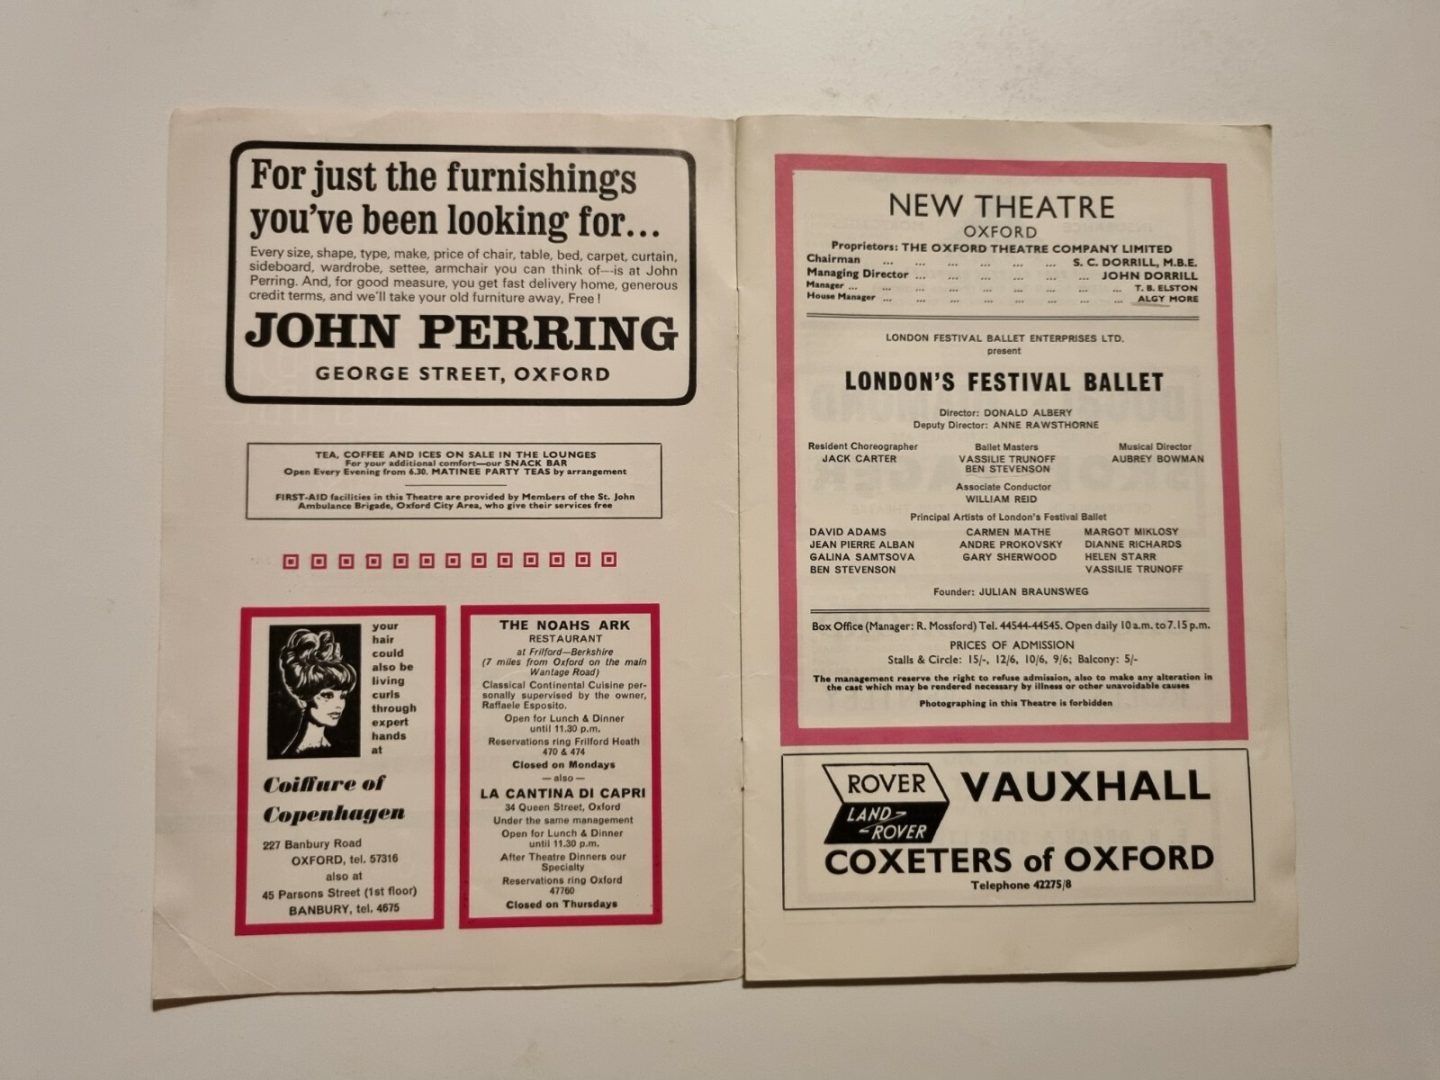 For just the furnishings
you've been looking for...
Every size, shape, type, make, price of chair, table, bed, carpet, curtain,
sideboard, wardrobe, settee, armchair you can think of—is at John
Perring. And, for good measure, you get fast delivery home, generous
credit terms, and we'll take your old furniture away, Free!
JOHN PERRING
GEORGE STREET, OXFORD
TEA, COFFEE AND ICES ON SALE IN THE LOUNGES
For your additional comfort—our SNACK BAR
Open Every Evening from 6.30. MATINEE PARTY TEAS by arrangement
FIRST-AID facilities in this Theatre are provided by Members of the St. John
Ambulance Brigade, Oxford City Area, who give their services free
your
hair
could
also be
living
curls
through
expert
hands
at
Coiffure of
Copenhagen
227 Banbury Road
OXFORD, tel. 57316
also at
45 Parsons Street (1st floor)
BANBURY, tel. 4675
THE NOAHS ARK
RESTAURANT
at Frilford—Berkshire
(7 miles from Oxford on the main
Wantage Road)
Classical Continental Cuisine per-
sonally supervised by the owner,
Raffaele Esposito.
Open for Lunch & Dinner
until 11.30 p.m.
Reservations ring Frilford Heath
470 & 474
Closed on Mondays
— also —
LA CANTINA DI CAPRI
34 Queen Street, Oxford
Under the same management
Open for Lunch & Dinner
until 11.30 p.m.
After Theatre Dinners our
Specialty
Reservations ring Oxford
47760
Closed on Thursdays
NEW THEATRE
OXFORD
Proprietors: THE OXFORD THEATRE COMPANY LIMITED
Chairman ... ... ... ... ... ... S. C. DORRILL, M.B.E.
Managing Director ... ... ... ... ... ... JOHN DORRILL
Manager ... ... ... ... ... ... ... ... ... T. B. ELSTON
House Manager ... ... ... ... ... ... ... ... ALGY MORE
LONDON FESTIVAL BALLET ENTERPRISES LTD.
present
LONDON'S FESTIVAL BALLET
Director: DONALD ALBERY
Deputy Director: ANNE RAWSTHORNE
Resident Choreographer Ballet Masters Musical Director
JACK CARTER VASSILIE TRUNOFF AUBREY BOWMAN
BEN STEVENSON
Associate Conductor
WILLIAM REID
Principal Artists of London's Festival Ballet
DAVID ADAMS CARMEN MATHE MARGOT MIKLOSY
JEAN PIERRE ALBAN ANDRE PROKOVSKY DIANNE RICHARDS
GALINA SAMTSOVA GARY SHERWOOD HELEN STARR
BEN STEVENSON VASSILIE TRUNOFF
Founder: JULIAN BRAUNSWEG
Box Office (Manager: R. Mossford) Tel. 44544-44545. Open daily 10 a.m. to 7.15 p.m.
PRICES OF ADMISSION
Stalls & Circle: 15/-, 12/6, 10/6, 9/6; Balcony: 5/-
The management reserve the right to refuse admission, also to make any alteration in
the cast which may be rendered necessary by illness or other unavoidable causes
Photographing in this Theatre is forbidden
ROVER
LAND-
ROVER
VAUXHALL
COXETERS of OXFORD
Telephone 42275/8